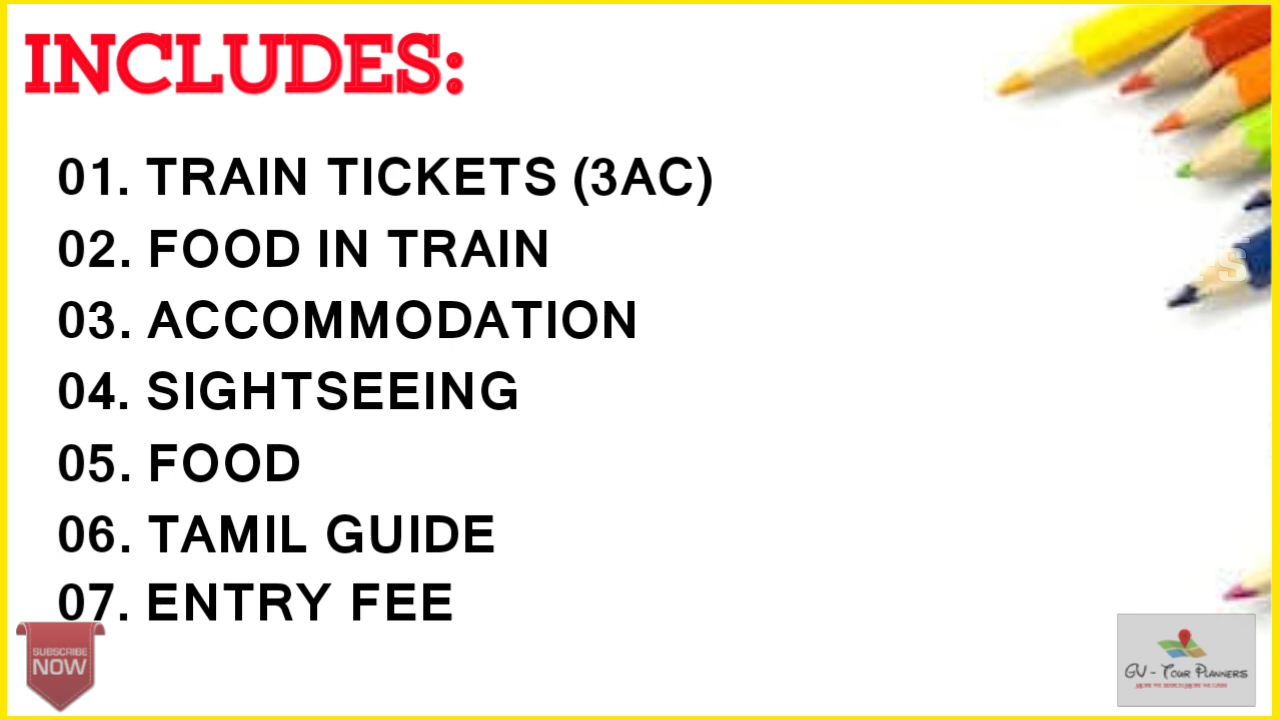 INCLUDES:
01. TRAIN TICKETS (3AC)
02. FOOD IN TRAIN
03. ACCOMMODATION
04. SIGHTSEEING
05. FOOD
06. TAMIL GUIDE
07. ENTRY FEE
SUBSCRIBE
NOW
GV - TOUR PLANNERS